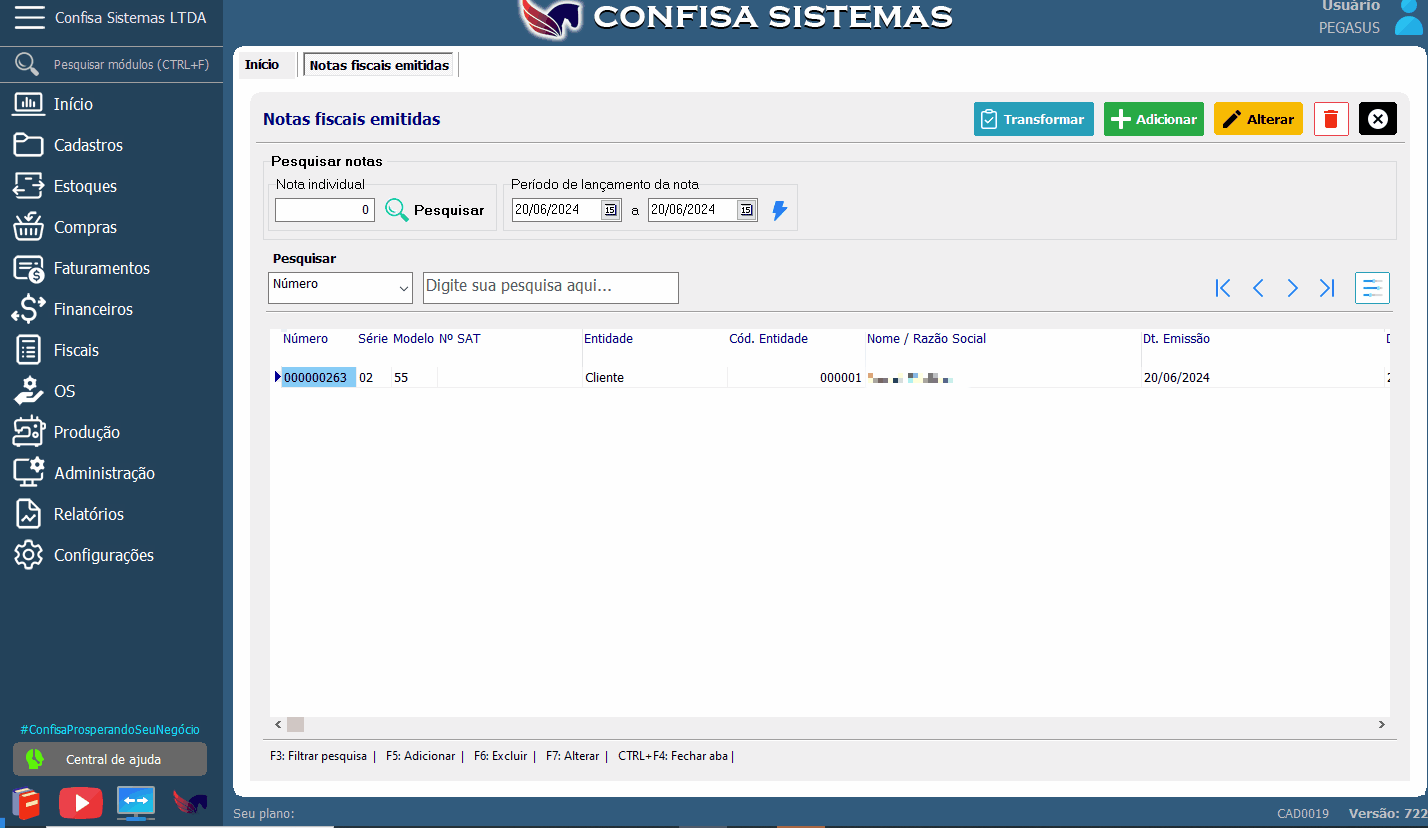 Confisa Sistemas LTDA
CONFISA SISTEMAS
Usuário
PEGASUS
Pesquisar módulos (CTRL+F)
Início
Cadastros
Estoques
Compras
Faturamentos
Financeiros
Fiscais
OS
Produção
Administração
Relatórios
Configurações
#ConfisaProsperandoSeuNegócio
Central de ajuda
Início
Notas fiscais emitidas
Notas fiscais emitidas
Transformar
Adicionar
Alterar
Pesquisar notas
Nota individual
Período de lançamento da nota
0
Pesquisar
20/06/2024 15 a 20/06/2024 15
Pesquisar
Número
Digite sua pesquisa aqui...
Número Série Modelo Nº SAT Entidade Cód. Entidade Nome / Razão Social Dt. Emissão
000000263 02 55 Cliente 000001 20/06/2024
F3: Filtrar pesquisa | F5: Adicionar | F6: Excluir | F7: Alterar | CTRL+F4: Fechar aba |
Seu plano:
CAD0019 Versão: 722